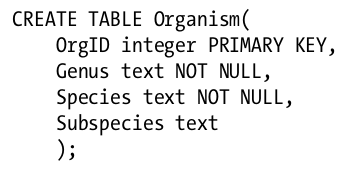 CREATE TABLE Organism(
    OrgID integer PRIMARY KEY,
    Genus text NOT NULL,
    Species text NOT NULL,
    Subspecies text
    );